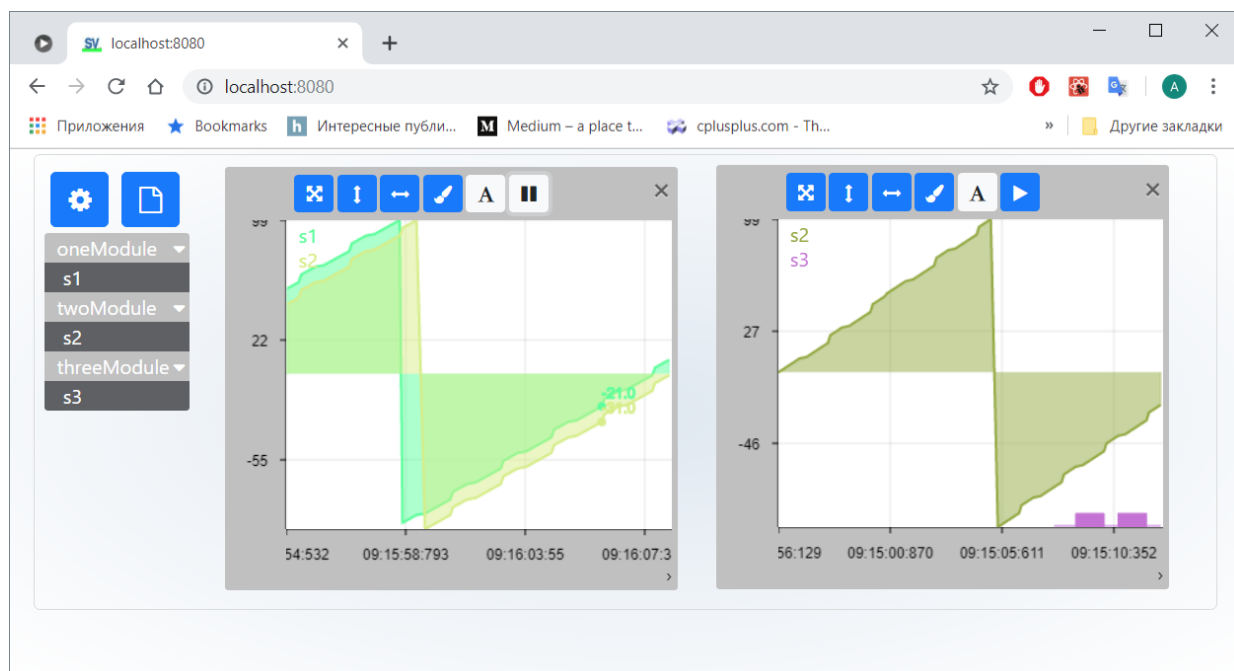 SV localhost:8080
localhost:8080
A
Приложения Bookmarks h Интересные публи... M Medium – a place t... cplusplus.com - Th... » Другие закладки
oneModule
s1
twoModule
s2
threeModule
s3
A
99
s1
s2
22
-21.0
-31.0
-55
54:532 09:15:58:793 09:16:03:55 09:16:07:3
›
A
99
s2
s3
27
-46
56:129 09:15:00:870 09:15:05:611 09:15:10:352
›